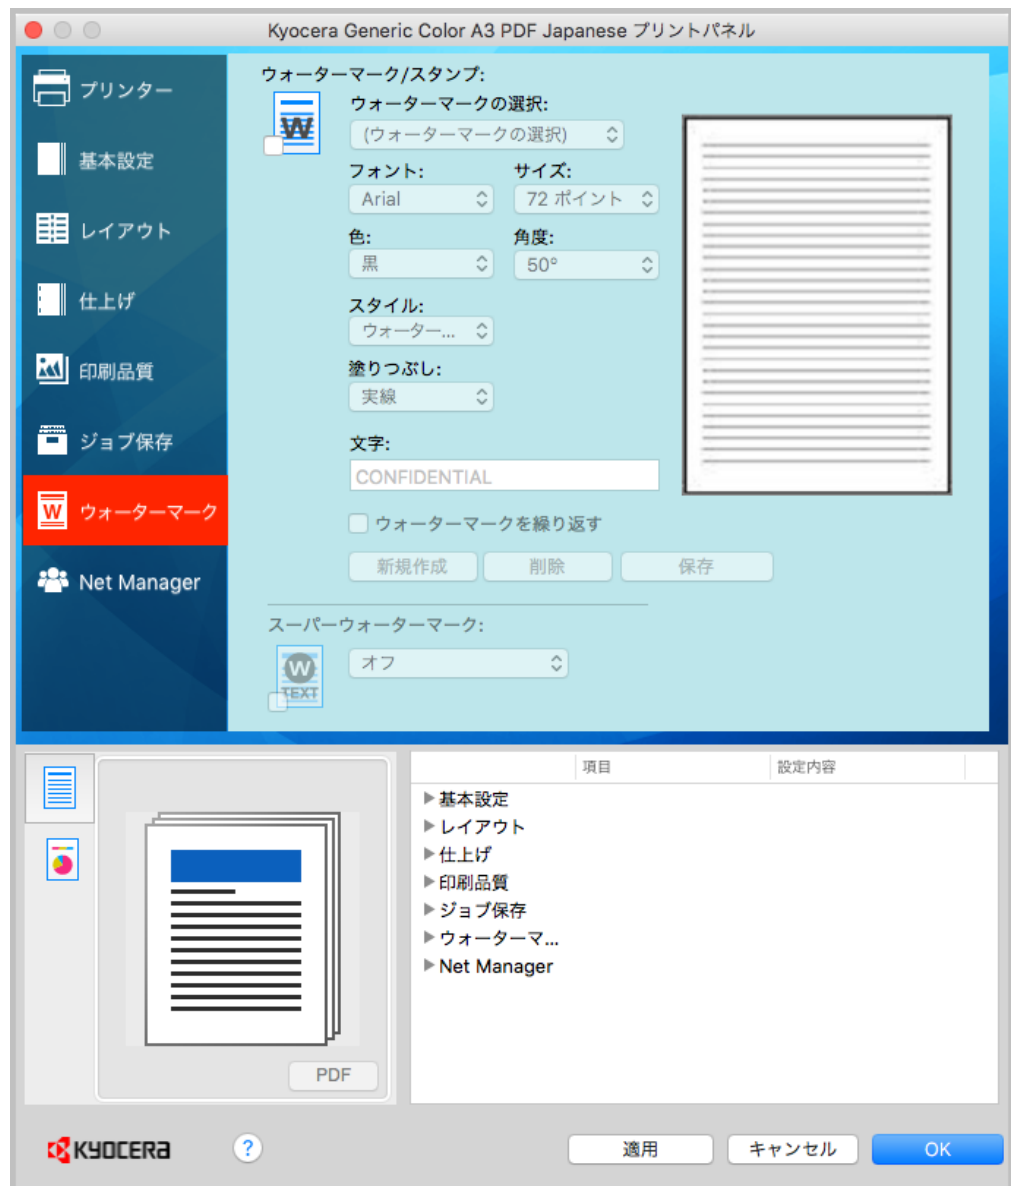 Kyocera Generic Color A3 PDF Japanese プリントパネル
プリンター
基本設定
レイアウト
仕上げ
印刷品質
ジョブ保存
W ウォーターマーク
Net Manager
ウォーターマーク/スタンプ:
W
ウォーターマークの選択:
(ウォーターマークの選択)
フォント: サイズ:
Arial 72 ポイント
色: 角度:
黒 50°
スタイル:
ウォーター...
塗りつぶし:
実線
文字:
CONFIDENTIAL
ウォーターマークを繰り返す
新規作成 削除 保存
スーパーウォーターマーク:
W
TEXT
オフ
PDF
項目 設定内容
基本設定
レイアウト
仕上げ
印刷品質
ジョブ保存
ウォーターマ...
Net Manager
KYOCERA ? 適用 キャンセル OK